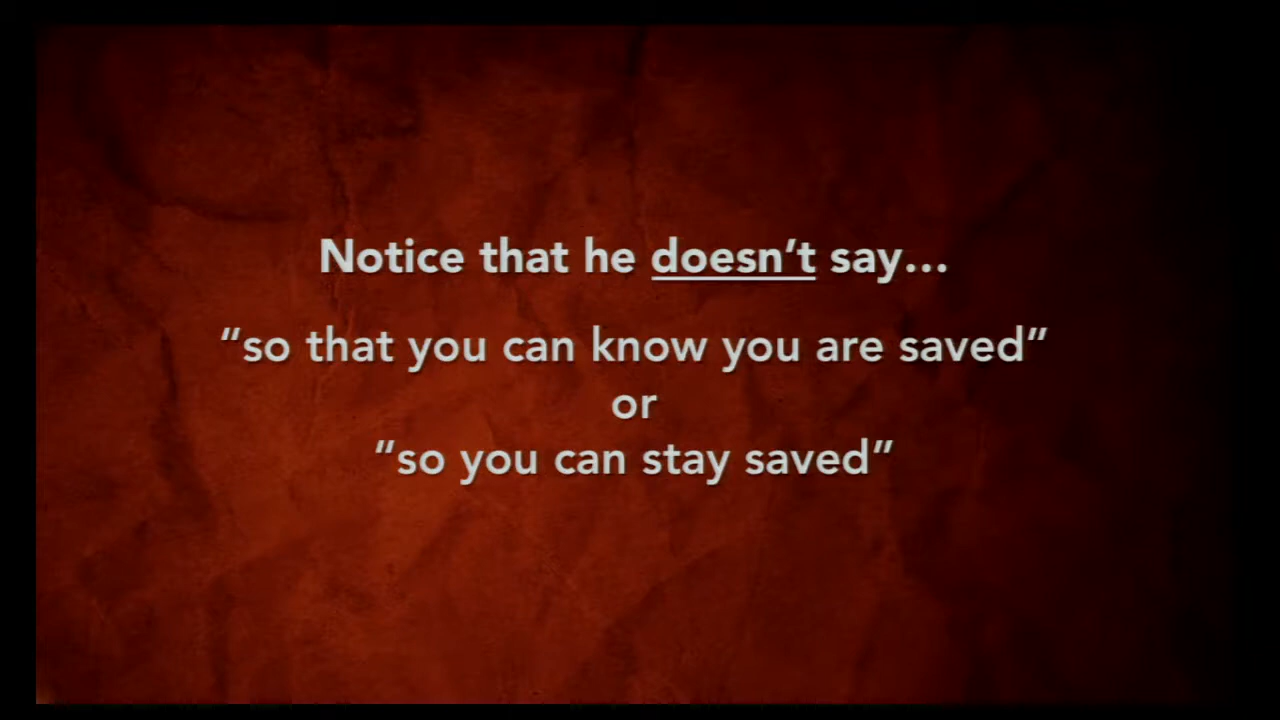 Notice that he doesn’t say…
“so that you can know you are saved”
or
“so you can stay saved”